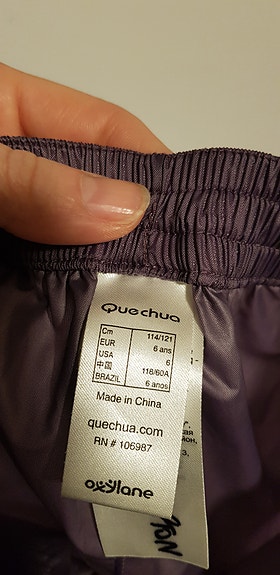 Quechua
Cm 114/121
EUR 6 ans
USA 6
中国 118/60A
BRAZIL 6 anos
Made in China
quechua.com
RN # 106987
oxylane